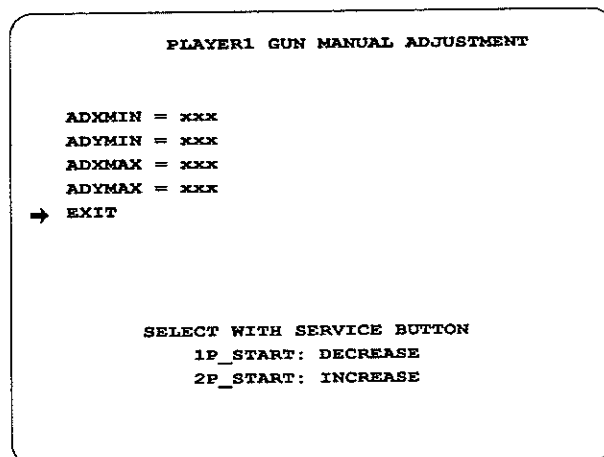 PLAYER1 GUN MANUAL ADJUSTMENT
ADXMIN = xxx
ADYMIN = xxx
ADXMAX = xxx
ADYMAX = xxx
→ EXIT
SELECT WITH SERVICE BUTTON
1P_START: DECREASE
2P_START: INCREASE